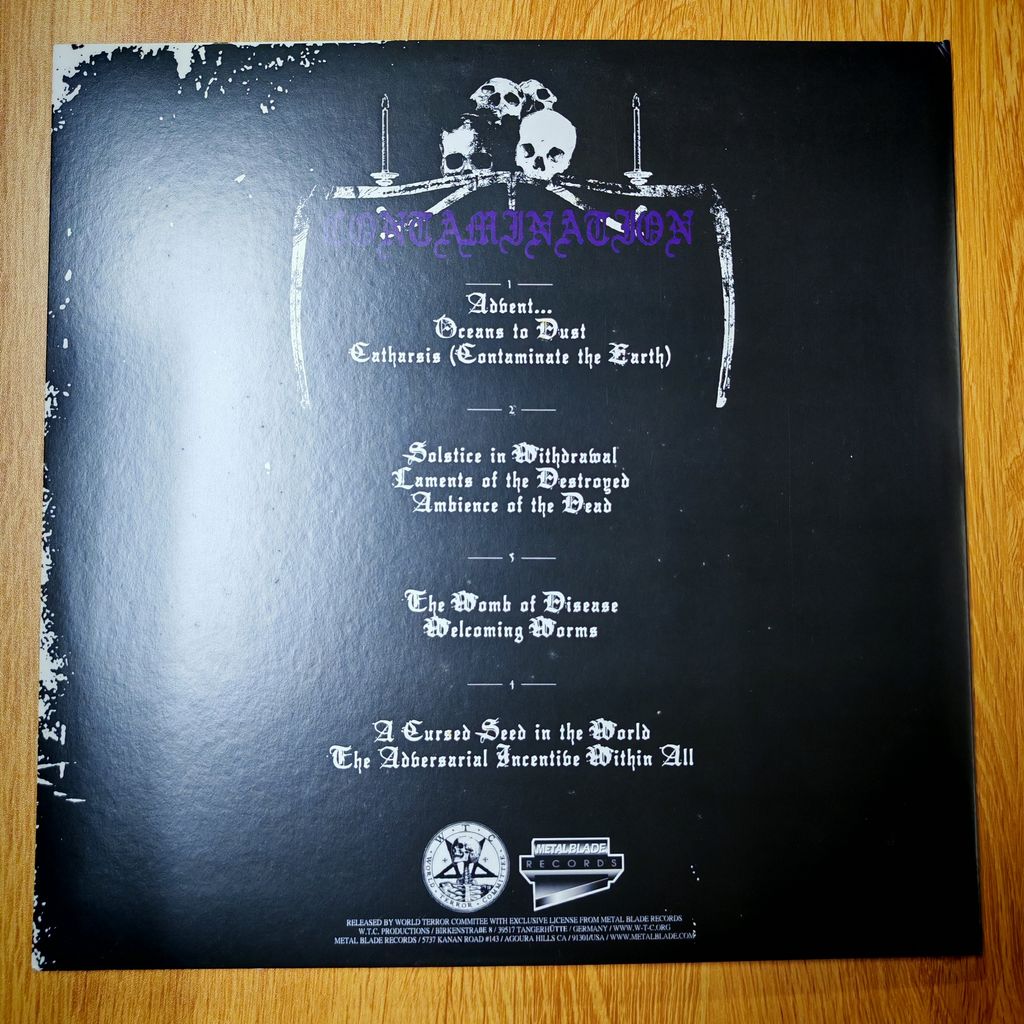 CONTAMINATION
1
Advent...
Oceans to Dust
Catharsis (Contaminate the Earth)
2
Solstice in Withdrawal
Laments of the Destroyed
Ambience of the Dead
3
The Womb of Disease
Welcoming Worms
4
A Cursed Seed in the World
The Adversarial Incentive Within All
W · T · C
WORLD TERROR COMMITTEE
METAL BLADE
RECORDS
RELEASED BY WORLD TERROR COMMITEE WITH EXCLUSIVE LICENSE FROM METAL BLADE RECORDS
W.T.C. PRODUCTIONS / BIRKENSTRAßE 8 / 39517 TANGERHÜTTE / GERMANY / WWW.W-T-C.ORG
METAL BLADE RECORDS / 5737 KANAN ROAD #143 / AGOURA HILLS CA / 91301/USA / WWW.METALBLADE.COM